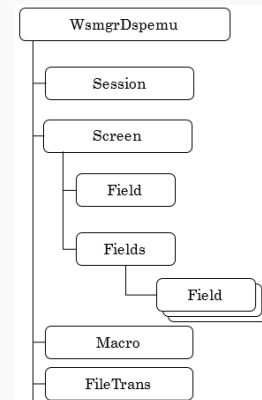 WsmgrDspemu
Session
Screen
Field
Fields
Field
Macro
FileTrans